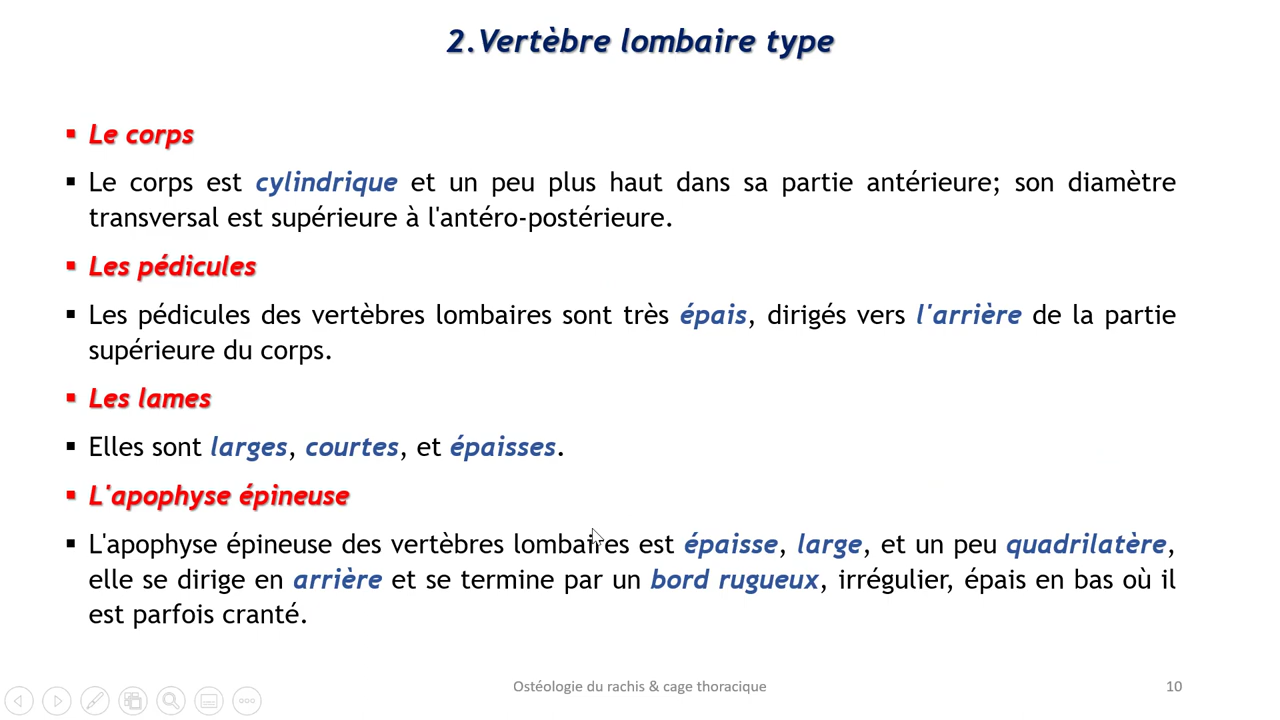 2.Vertèbre lombaire type
▪ Le corps
▪ Le corps est cylindrique et un peu plus haut dans sa partie antérieure; son diamètre
transversal est supérieure à l'antéro-postérieure.
▪ Les pédicules
▪ Les pédicules des vertèbres lombaires sont très épais, dirigés vers l'arrière de la partie
supérieure du corps.
▪ Les lames
▪ Elles sont larges, courtes, et épaisses.
▪ L'apophyse épineuse
▪ L'apophyse épineuse des vertèbres lombaires est épaisse, large, et un peu quadrilatère,
elle se dirige en arrière et se termine par un bord rugueux, irrégulier, épais en bas où il
est parfois cranté.
Ostéologie du rachis & cage thoracique
10